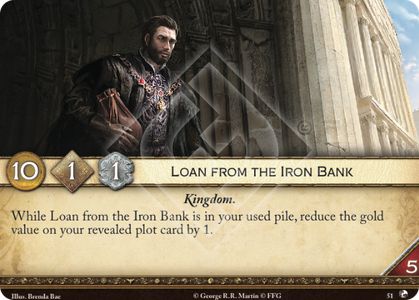 10 1 1 LOAN FROM THE IRON BANK
Kingdom.
While Loan from the Iron Bank is in your used pile, reduce the gold
value on your revealed plot card by 1.
5
Illus. Brenda Bae © George R.R. Martin © FFG 51